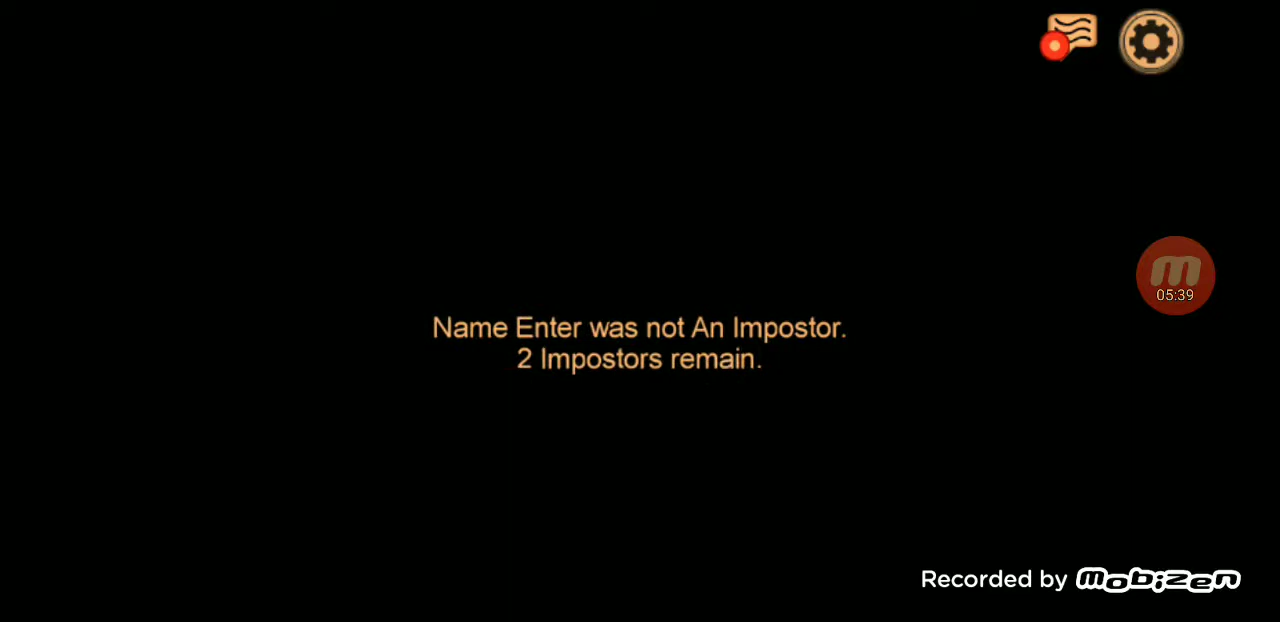 05:39
Name Enter was not An Impostor.
2 Impostors remain.
Recorded by mobizen